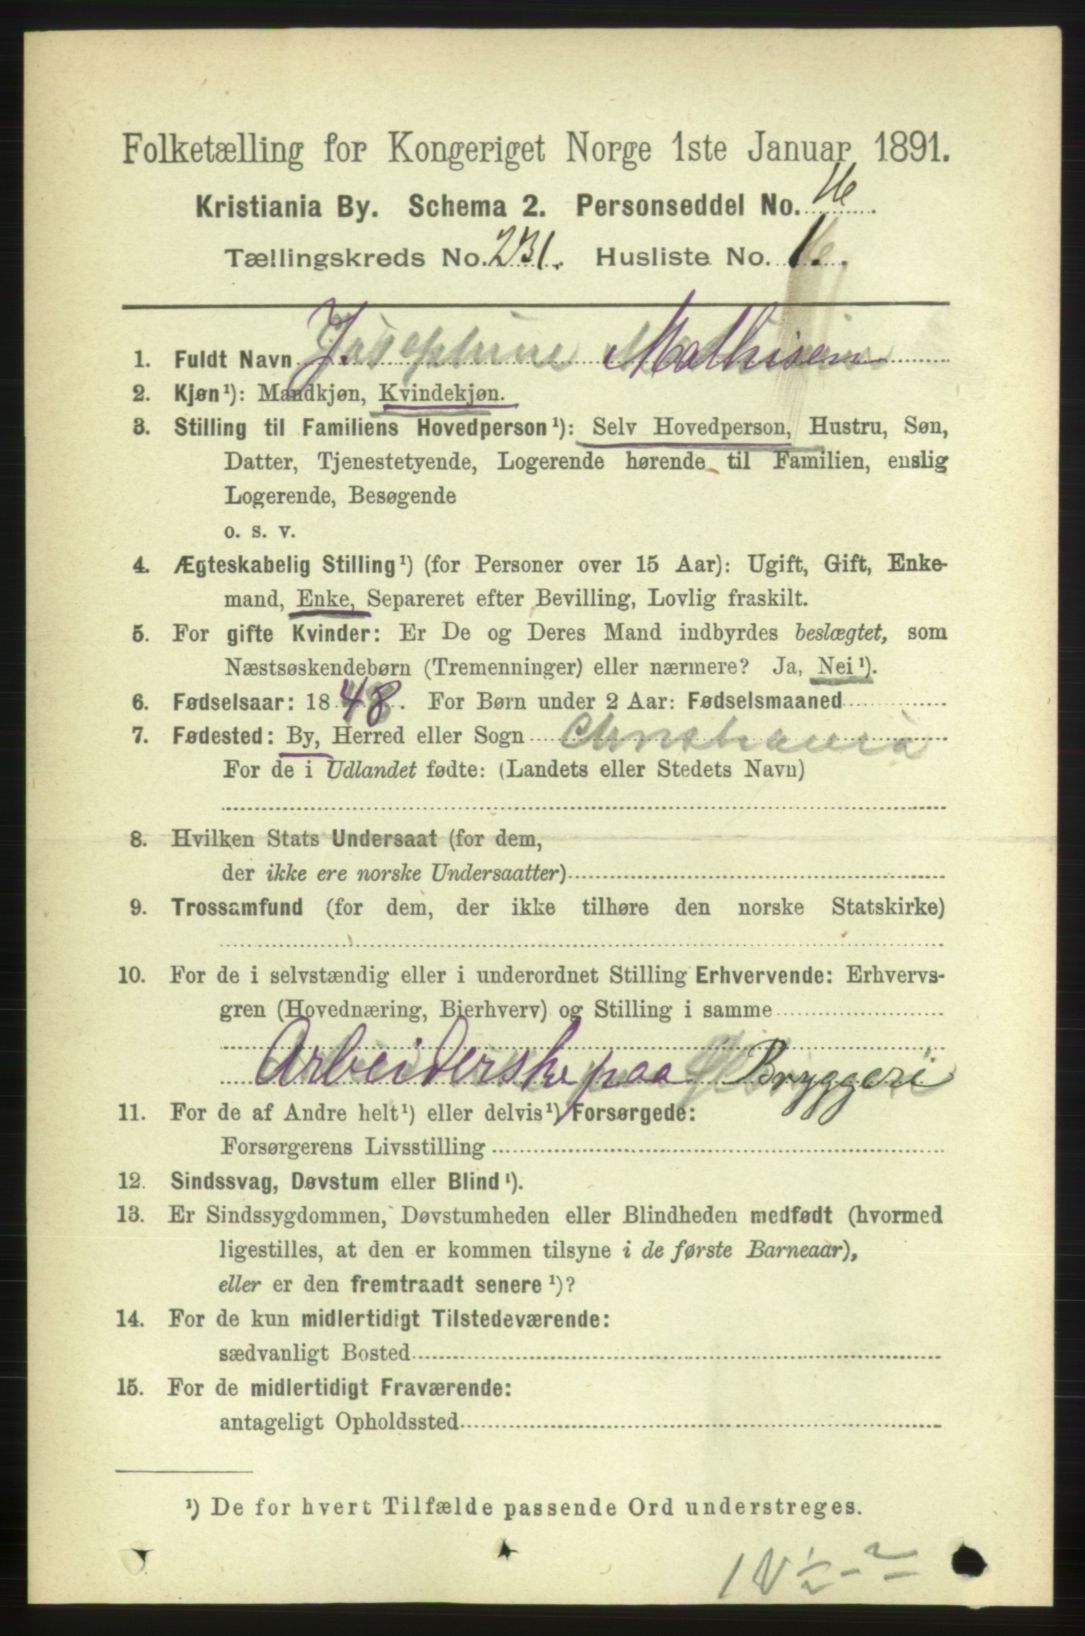 Folketælling for Kongeriget Norge 1ste Januar 1891.
Kristiania By. Schema 2. Personseddel No. 16.
Tællingskreds No. 231. Husliste No. 1.
1. Fuldt Navn Josephine Mathisen
2. Kjøn¹): Mandkjøn, Kvindekjøn.
3. Stilling til Familiens Hovedperson¹): Selv Hovedperson, Hustru, Søn,
Datter, Tjenestetyende, Logerende hørende til Familien, enslig
Logerende, Besøgende
o. s. v.
4. Ægteskabelig Stilling¹) (for Personer over 15 Aar): Ugift, Gift, Enke-
mand, Enke, Separeret efter Bevilling, Lovlig fraskilt.
5. For gifte Kvinder: Er De og Deres Mand indbyrdes beslægtet, som
Næstsøskendebørn (Tremenninger) eller nærmere? Ja, Nei¹).
6. Fødselsaar: 1848. For Børn under 2 Aar: Fødselsmaaned
7. Fødested: By, Herred eller Sogn Christiania
For de i Udlandet fødte: (Landets eller Stedets Navn)
8. Hvilken Stats Undersaat (for dem,
der ikke ere norske Undersaatter)
9. Trossamfund (for dem, der ikke tilhøre den norske Statskirke)
10. For de i selvstændig eller i underordnet Stilling Erhvervende: Erhvervs-
gren (Hovednæring, Bierhverv) og Stilling i samme
Arbeiderske paa Bryggeri
11. For de af Andre helt¹) eller delvis¹) Forsørgede:
Forsørgerens Livsstilling
12. Sindssvag, Døvstum eller Blind¹).
13. Er Sindssygdommen, Døvstumheden eller Blindheden medfødt (hvormed
ligestilles, at den er kommen tilsyne i de første Barneaar),
eller er den fremtraadt senere¹)?
14. For de kun midlertidigt Tilstedeværende:
sædvanligt Bosted
15. For de midlertidigt Fraværende:
antageligt Opholdssted
¹) De for hvert Tilfælde passende Ord understreges.